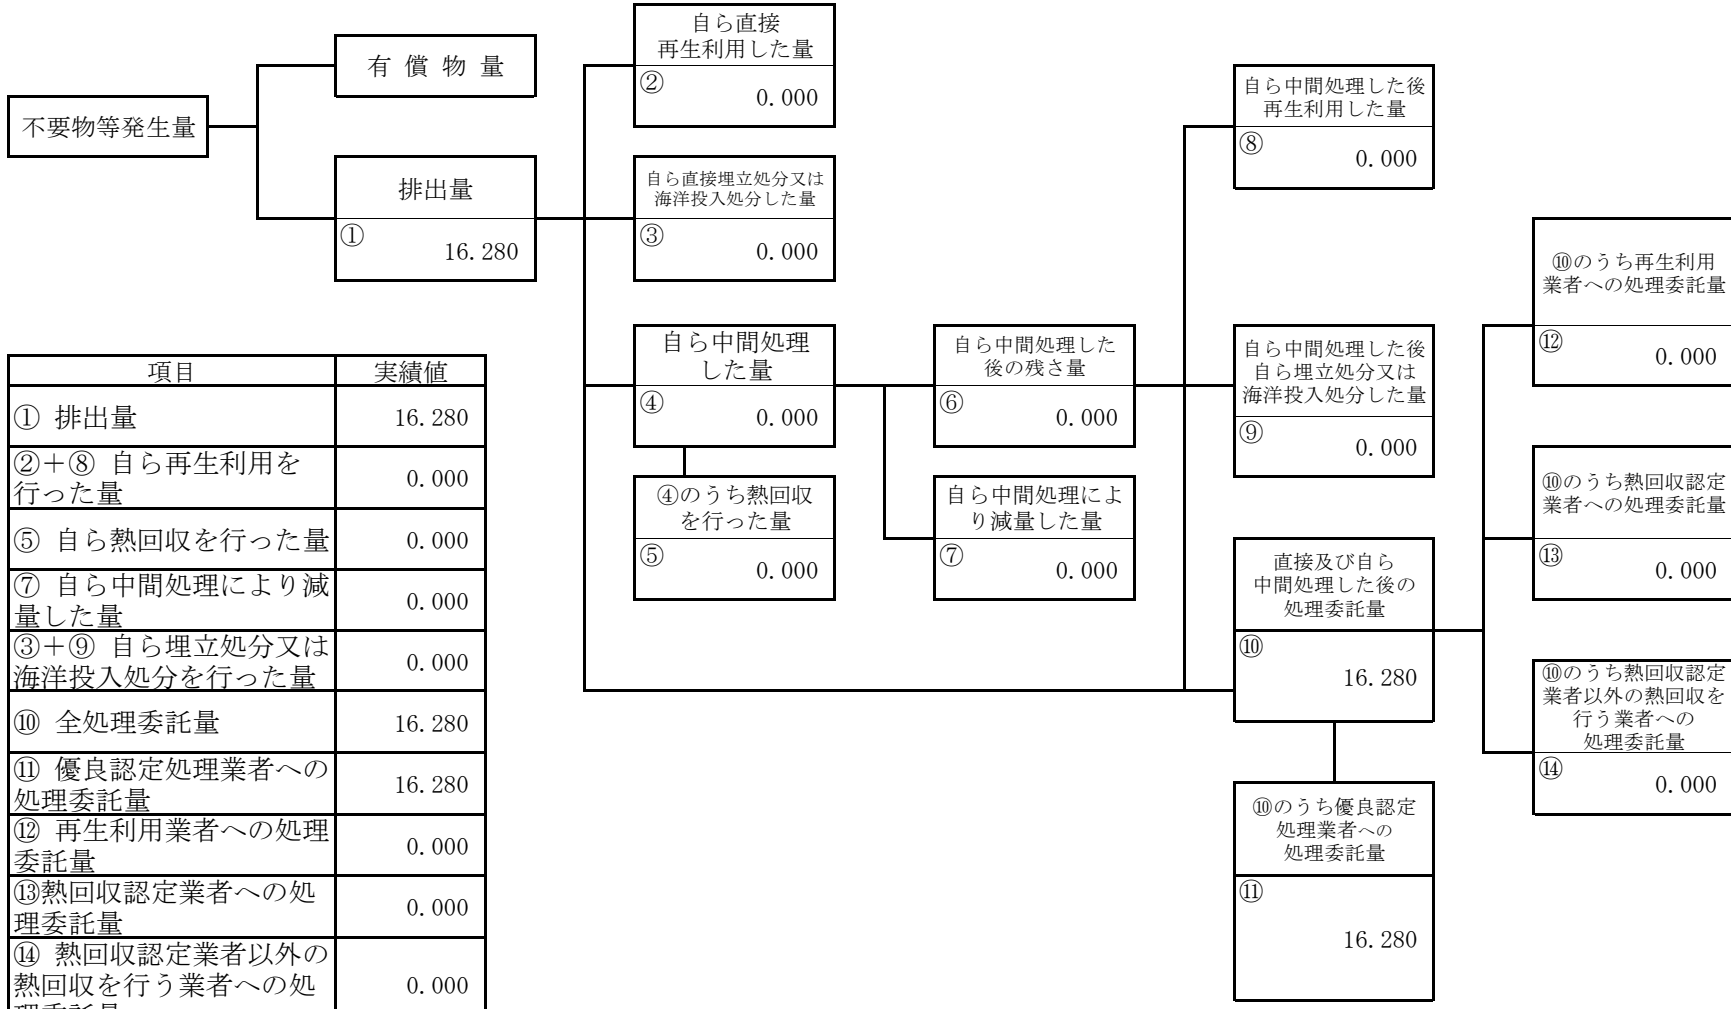 不要物等発生量
有 償 物 量
排出量
①
16.280
自ら直接
再生利用した量
②
0.000
自ら直接埋立処分又は
海洋投入処分した量
③
0.000
自ら中間処理
した量
④
0.000
④のうち熱回収
を行った量
⑤
0.000
自ら中間処理した
後の残さ量
⑥
0.000
自ら中間処理によ
り減量した量
⑦
0.000
自ら中間処理した後
再生利用した量
⑧
0.000
自ら中間処理した後
自ら埋立処分又は
海洋投入処分した量
⑨
0.000
直接及び自ら
中間処理した後の
処理委託量
⑩
16.280
⑩のうち優良認定
処理業者への
処理委託量
⑪
16.280
⑩のうち再生利用
業者への処理委託量
⑫
0.000
⑩のうち熱回収認定
業者への処理委託量
⑬
0.000
⑩のうち熱回収認定
業者以外の熱回収を
行う業者への
処理委託量
⑭
0.000
項目 実績値
① 排出量 16.280
②+⑧ 自ら再生利用を
行った量 0.000
⑤ 自ら熱回収を行った量 0.000
⑦ 自ら中間処理により減
量した量 0.000
③+⑨ 自ら埋立処分又は
海洋投入処分を行った量 0.000
⑩ 全処理委託量 16.280
⑪ 優良認定処理業者への
処理委託量 16.280
⑫ 再生利用業者への処理
委託量 0.000
⑬熱回収認定業者への処
理委託量 0.000
⑭ 熱回収認定業者以外の
熱回収を行う業者への処 0.000